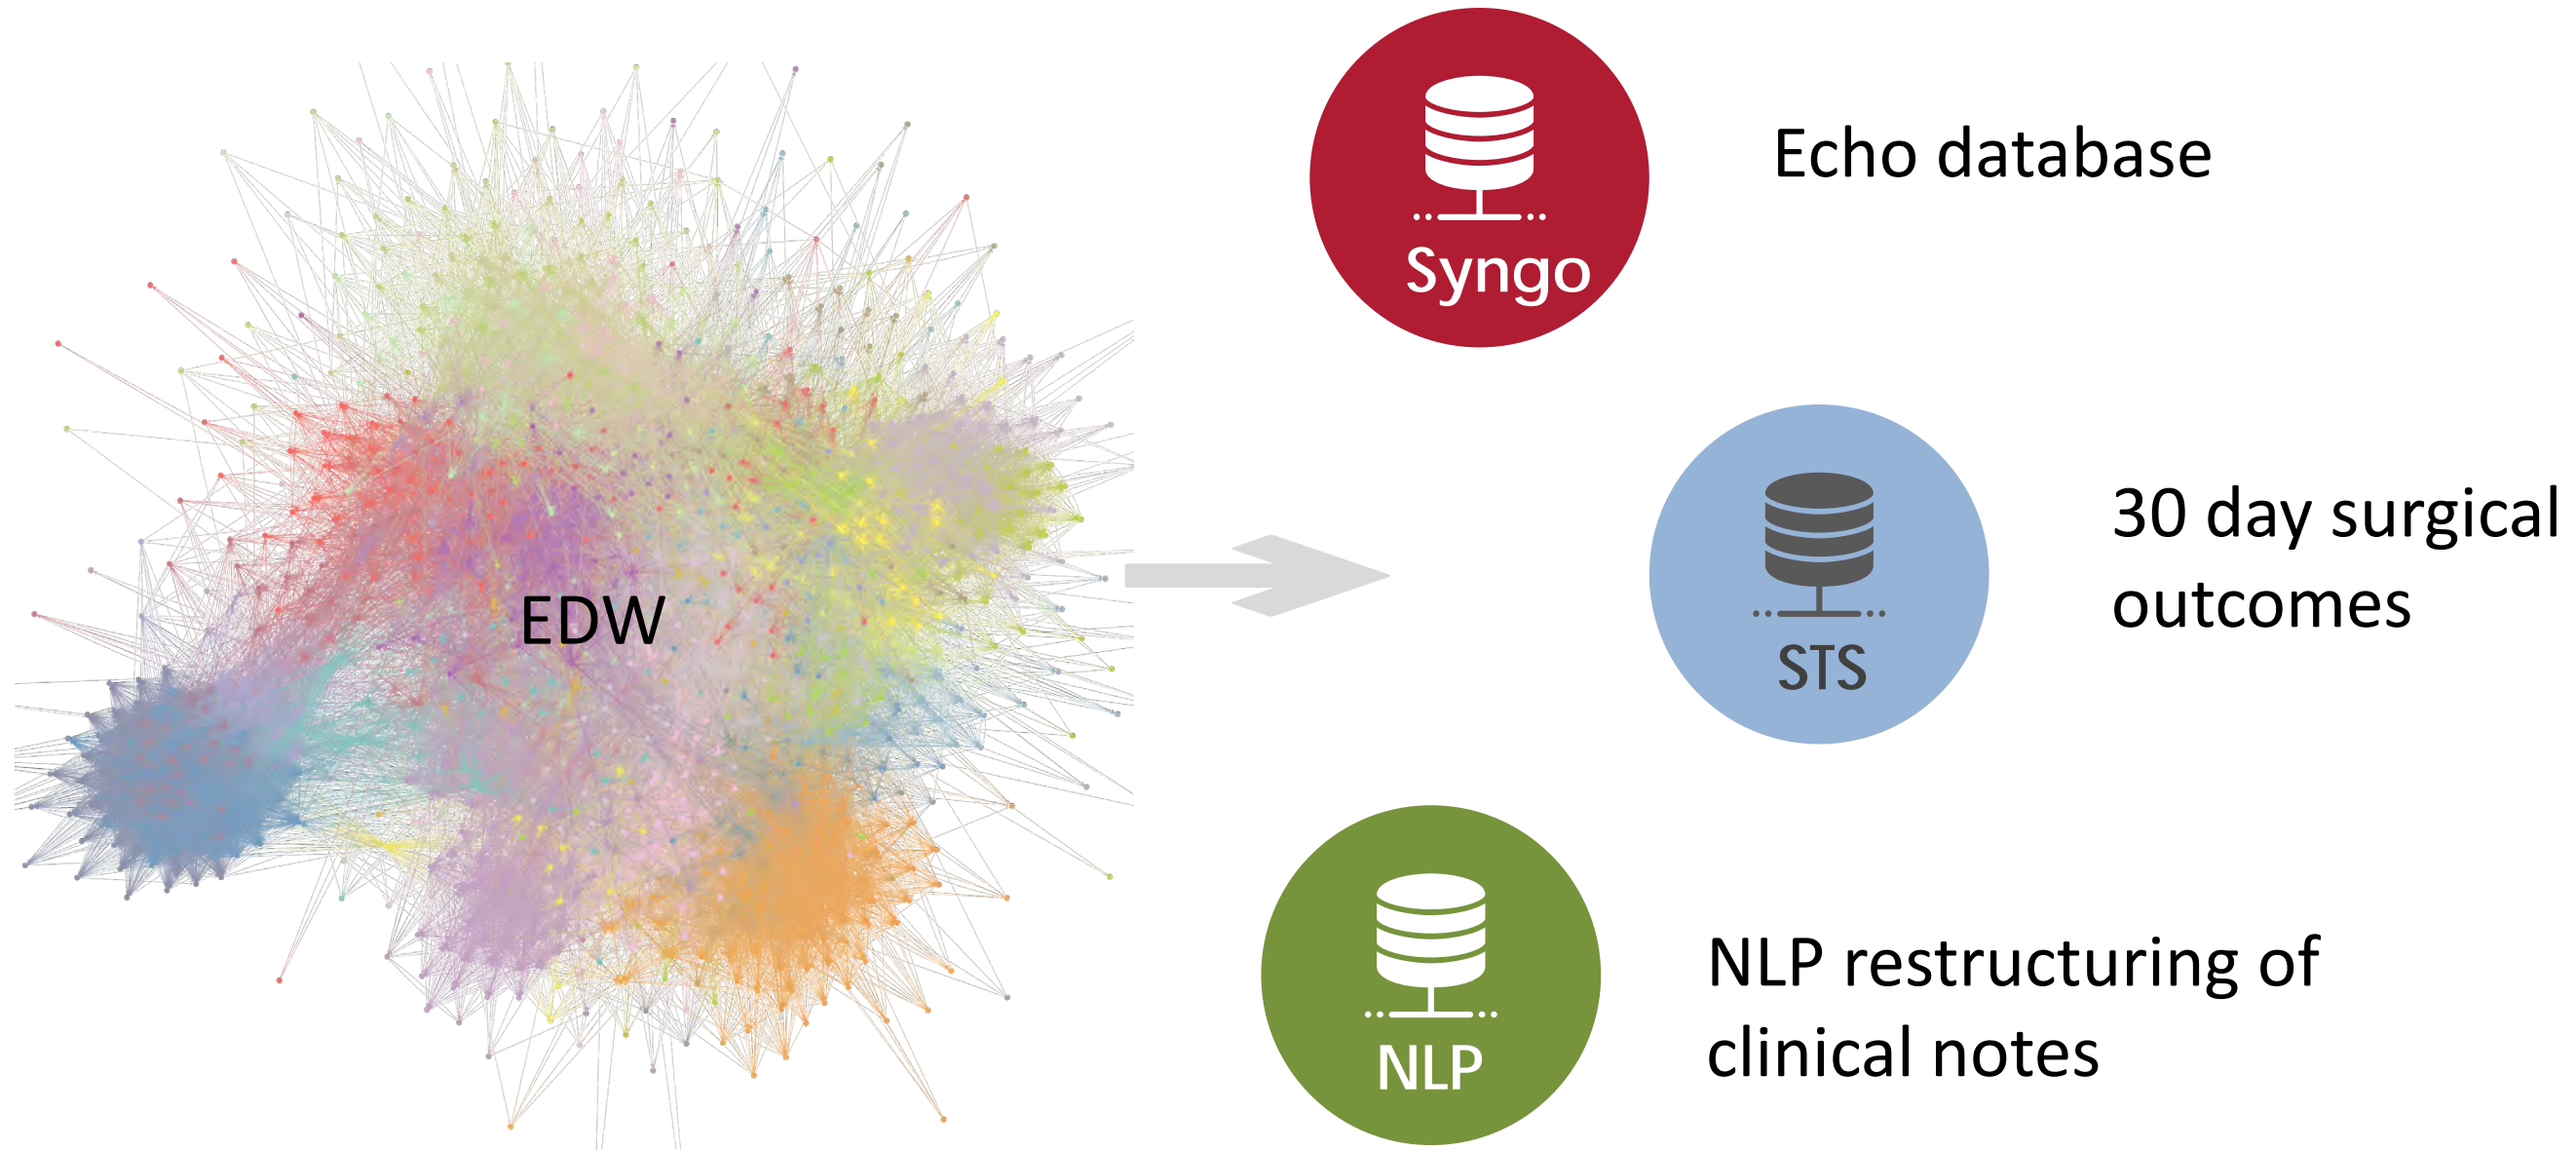 EDW
Syngo
Echo database
STS
30 day surgical
outcomes
NLP
NLP restructuring of
clinical notes